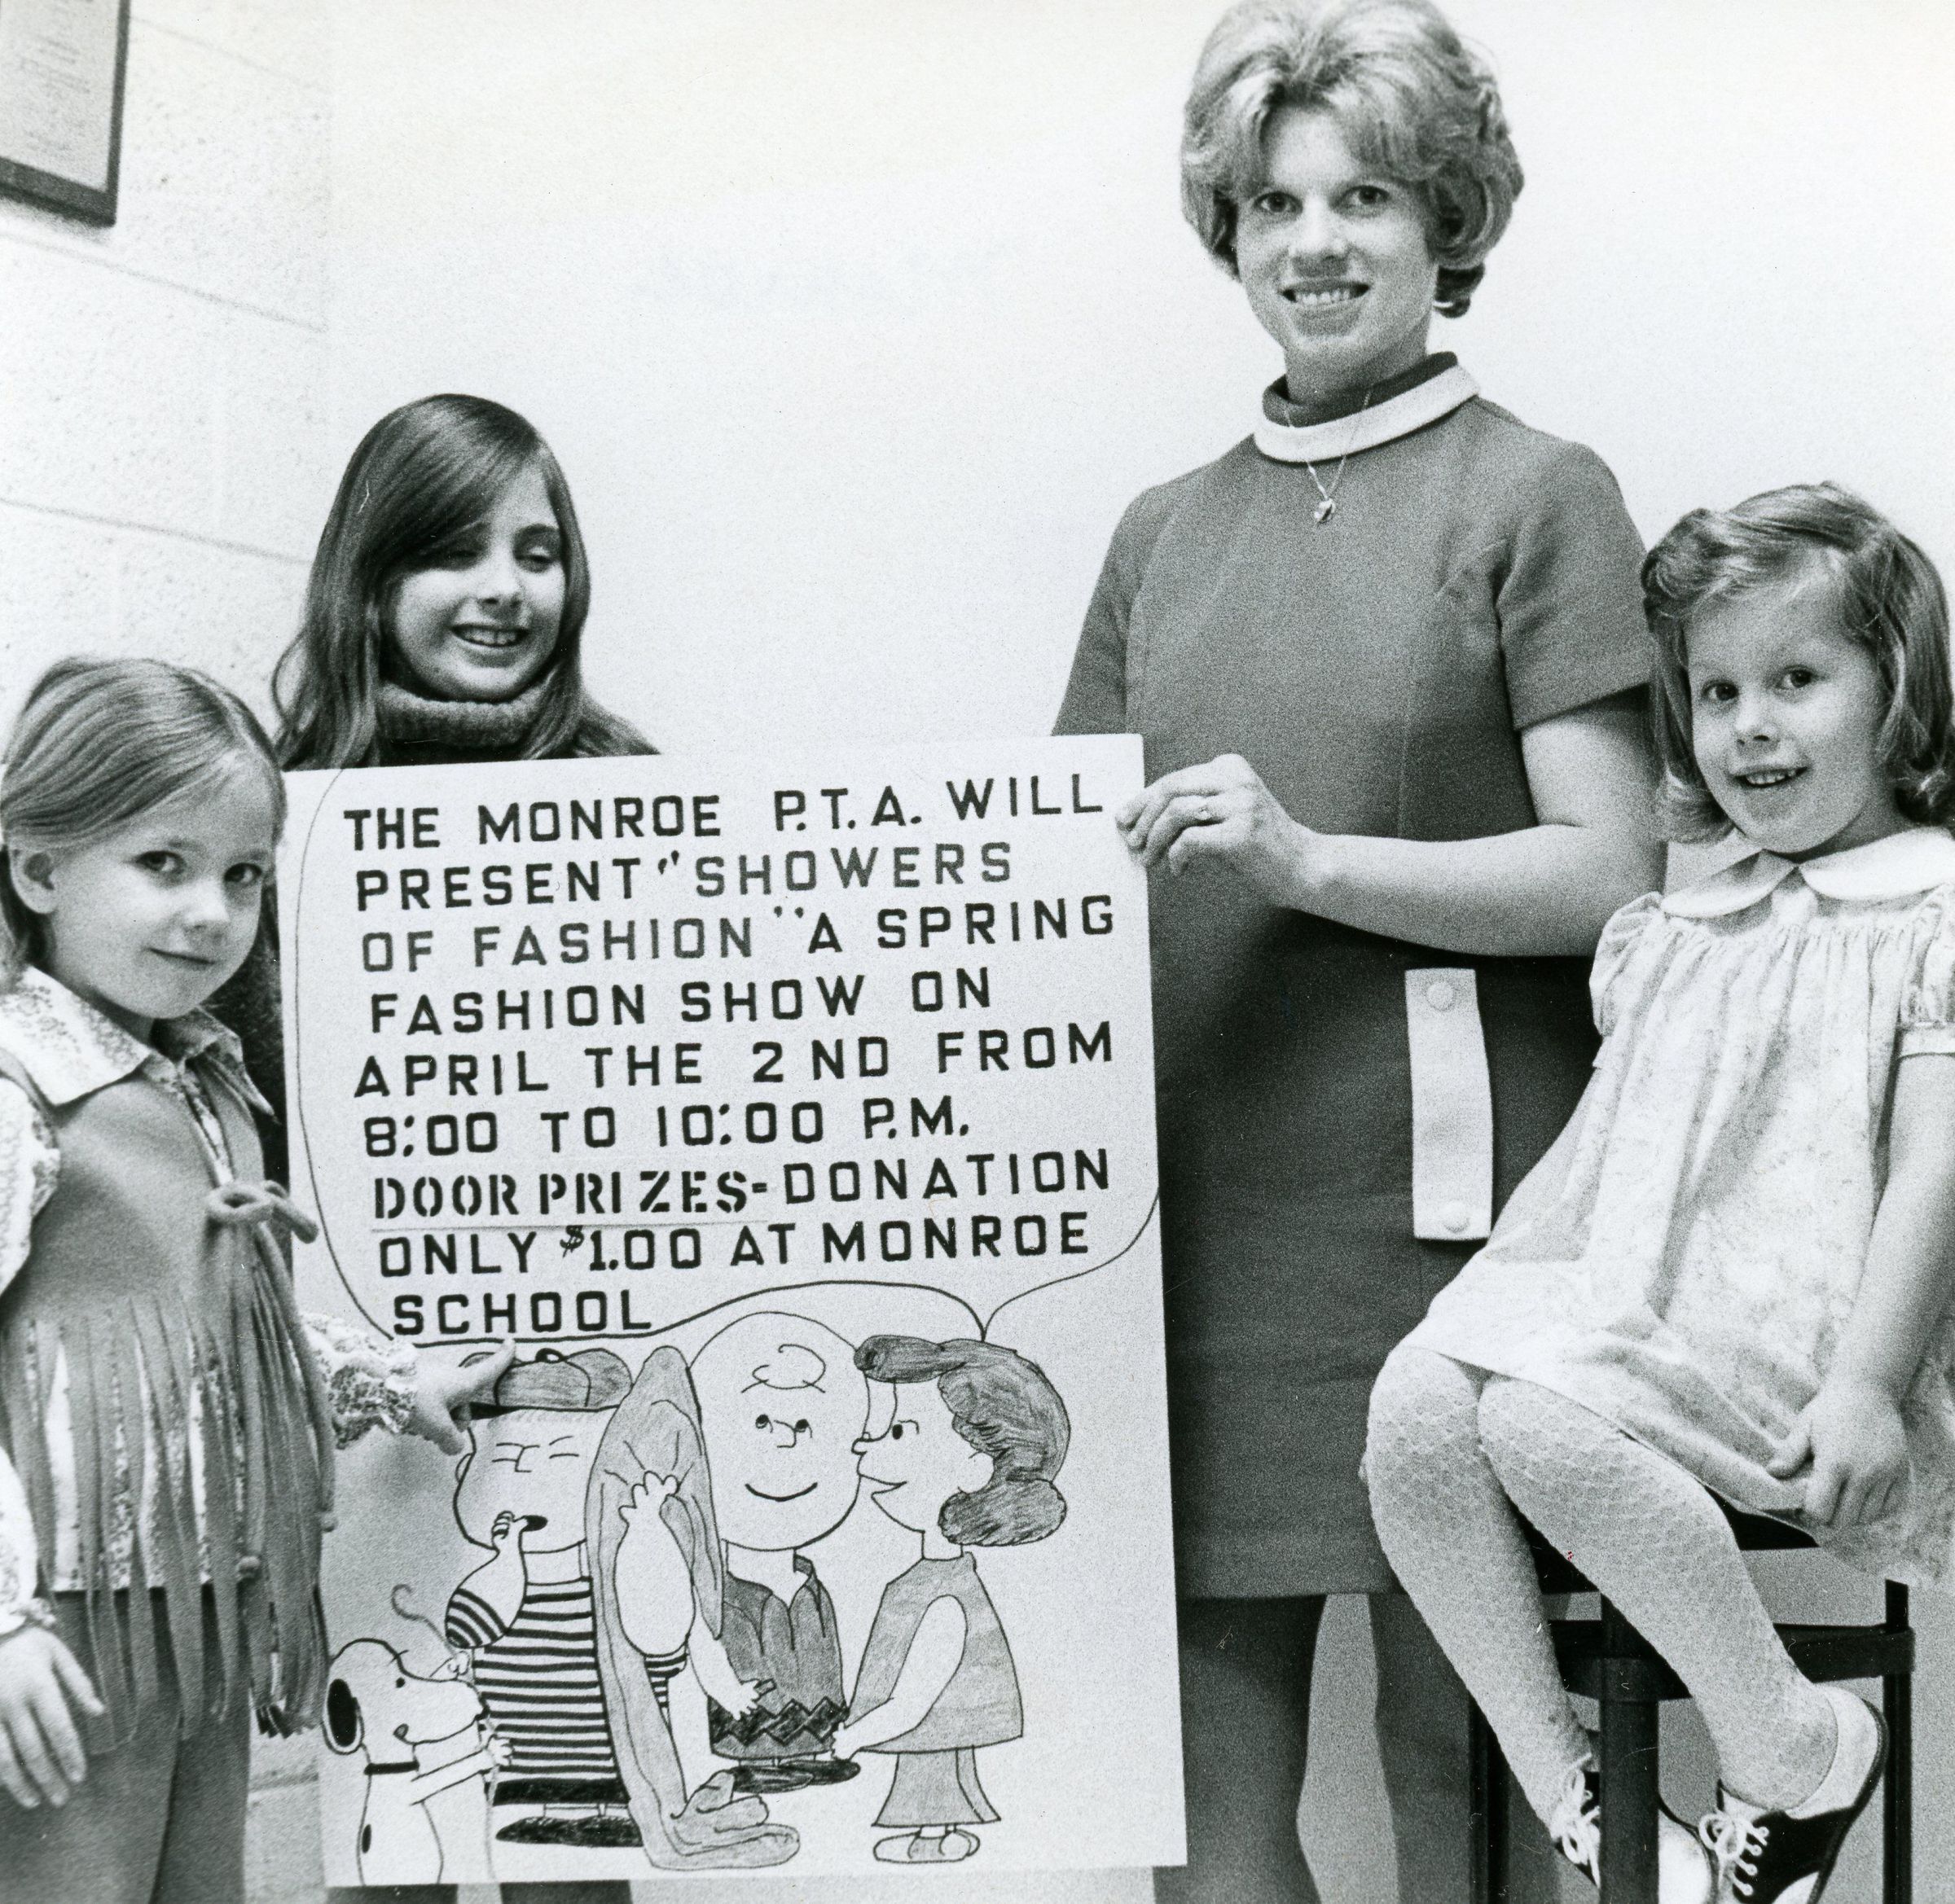 THE MONROE P.T.A. WILL
PRESENT "SHOWERS
OF FASHION" A SPRING
FASHION SHOW ON
APRIL THE 2ND FROM
8:00 TO 10:00 P.M.
DOOR PRIZES-DONATION
ONLY $1.00 AT MONROE
SCHOOL